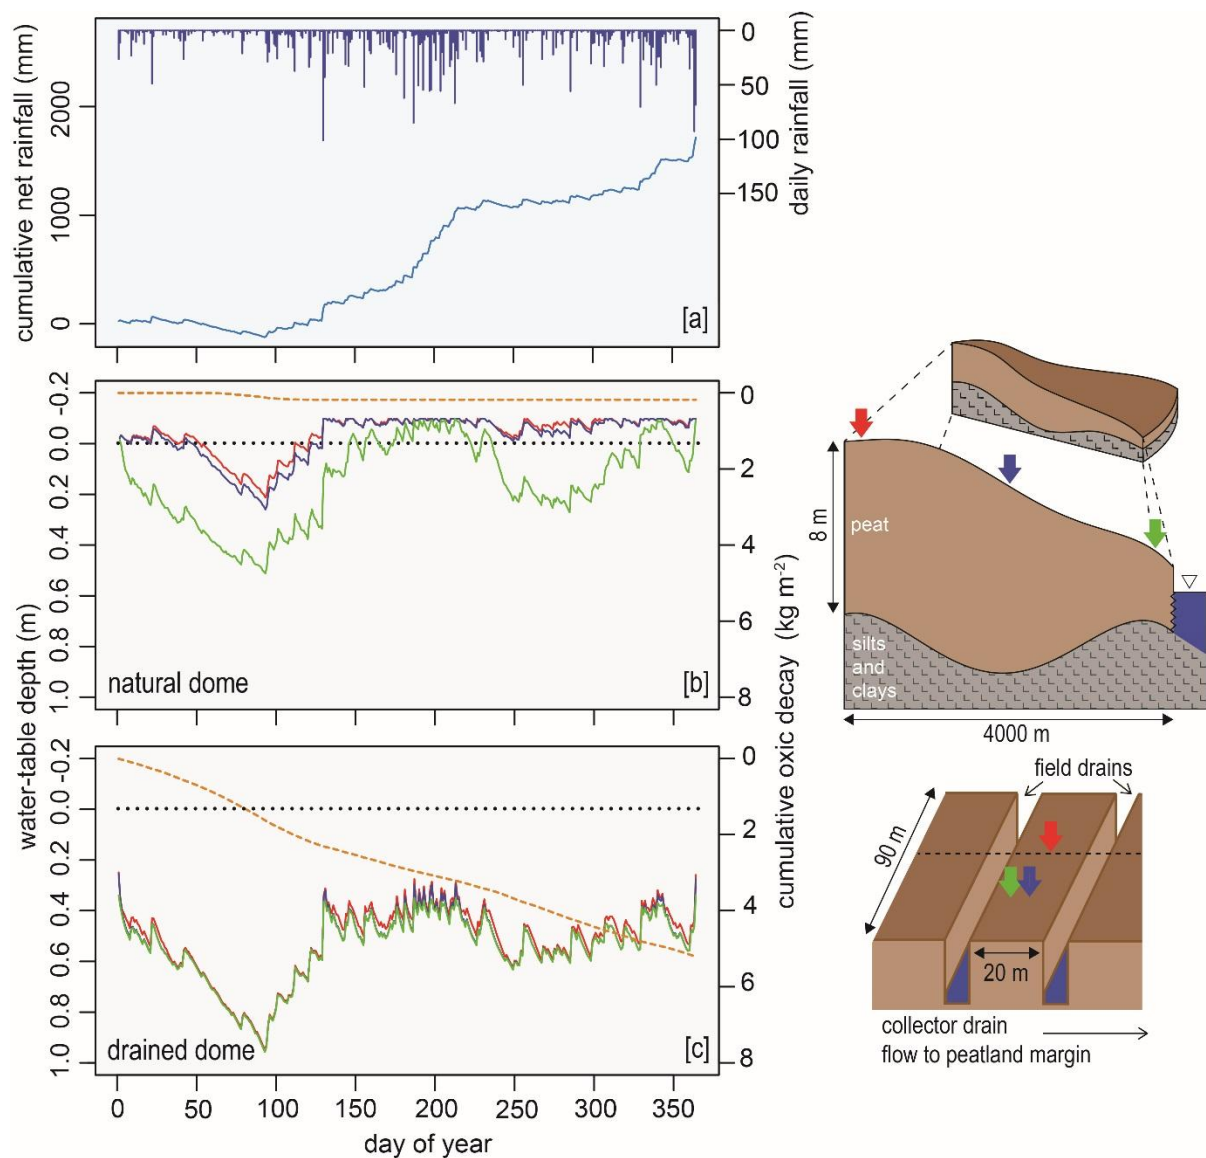 cumulative net rainfall (mm)
2000
1000
0
daily rainfall (mm)
0
50
100
150
[a]
water-table depth (m)
-0.2
0.0
0.2
0.4
0.6
0.8
1.0
cumulative oxic decay (kg m-2)
0
2
4
6
8
natural dome
[b]
-0.2
0.0
0.2
0.4
0.6
0.8
1.0
0
2
4
6
8
drained dome
[c]
0
50
100
150
200
250
300
350
day of year
8 m
peat
silts
and
clays
4000 m
field drains
90 m
20 m
collector drain
flow to peatland margin